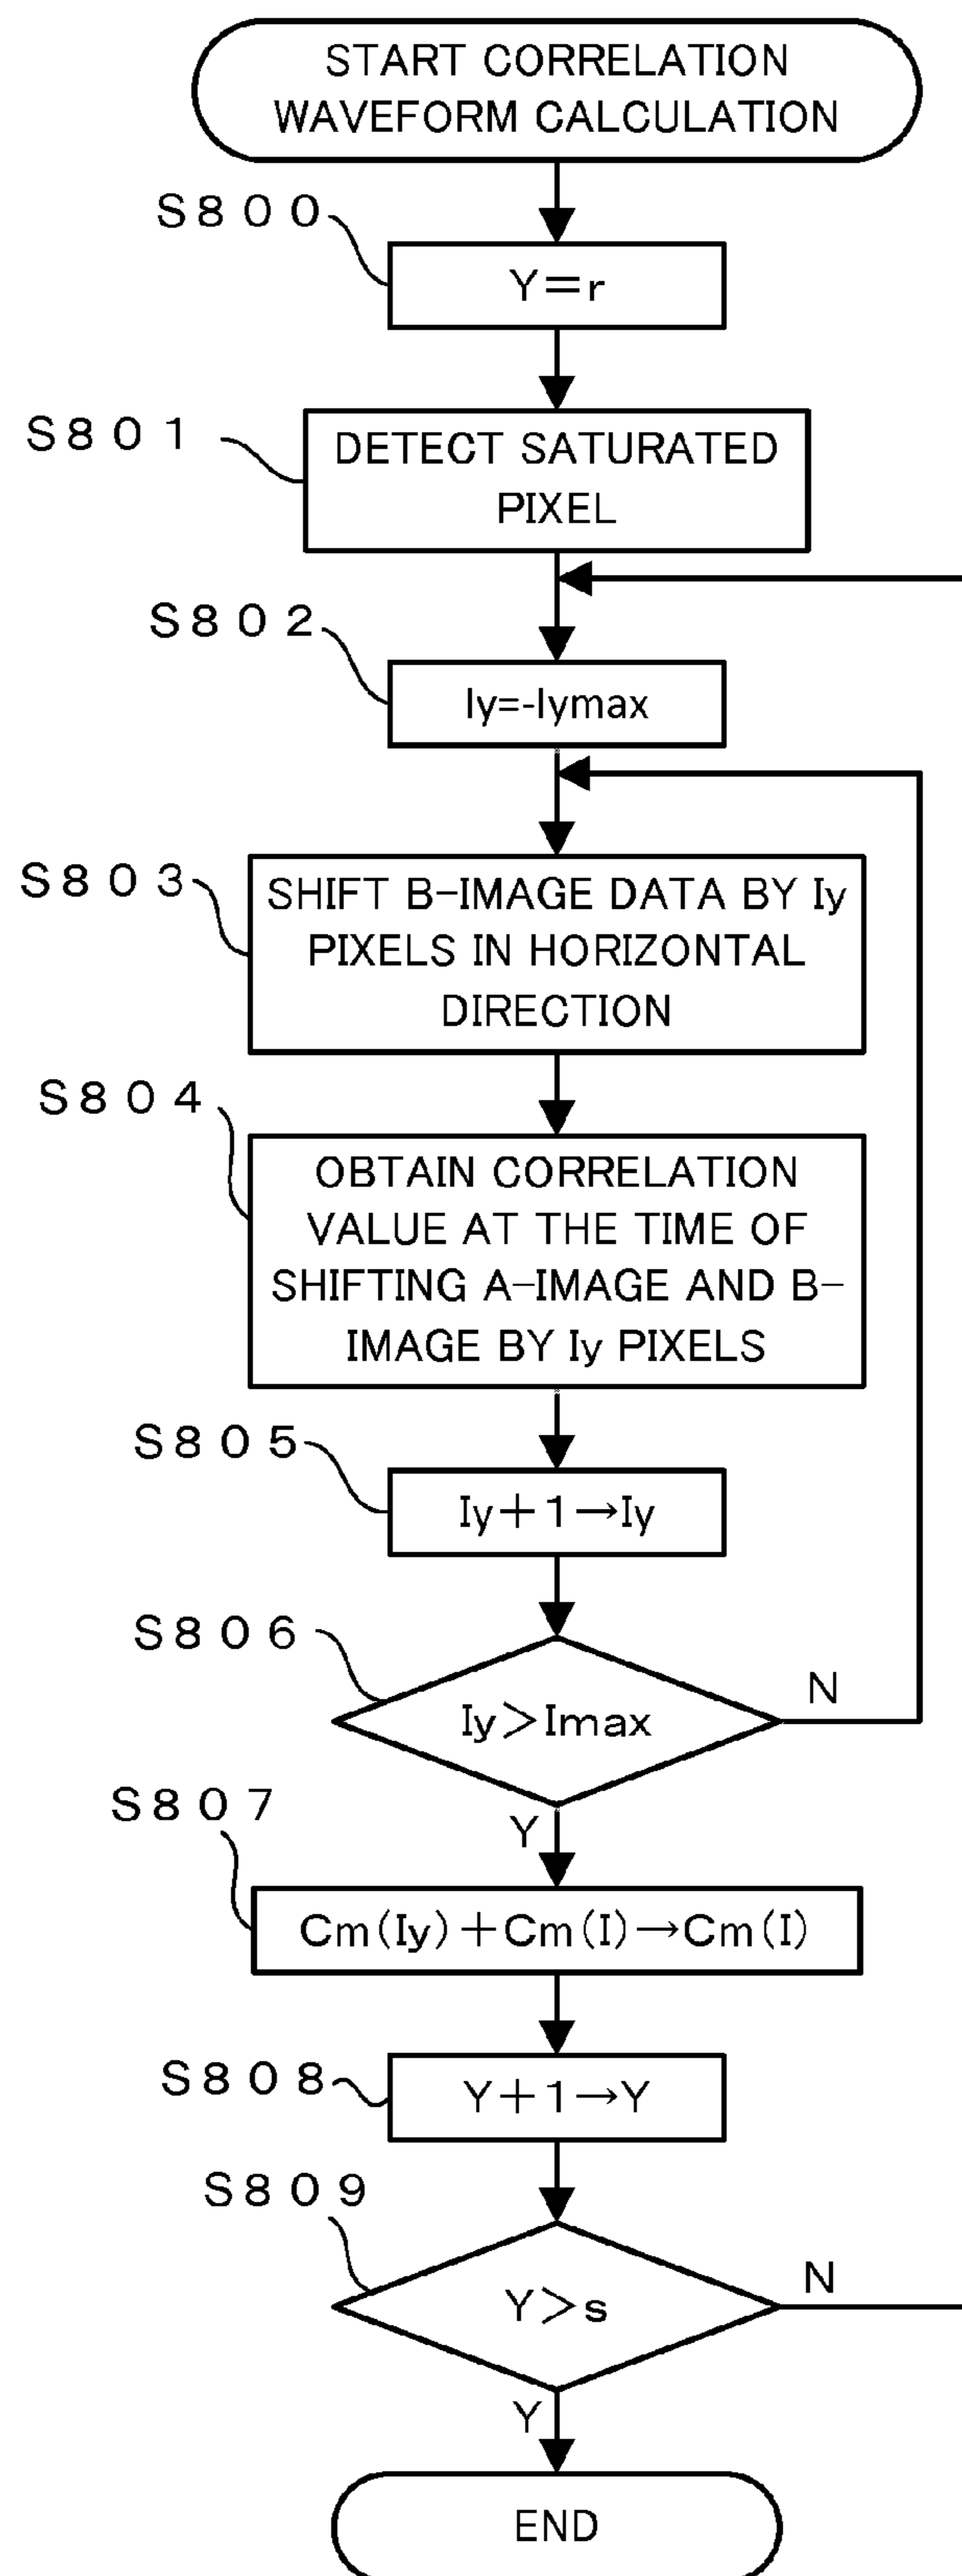 START CORRELATION
WAVEFORM CALCULATION
S800
Y=r
S801
DETECT SATURATED
PIXEL
S802
Iy=-Iymax
S803
SHIFT B-IMAGE DATA BY Iy
PIXELS IN HORIZONTAL
DIRECTION
S804
OBTAIN CORRELATION
VALUE AT THE TIME OF
SHIFTING A-IMAGE AND B-
IMAGE BY Iy PIXELS
S805
Iy+1→Iy
S806
Iy>Imax
N
Y
S807
Cm(Iy)+Cm(I)→Cm(I)
S808
Y+1→Y
S809
Y>s
N
Y
END